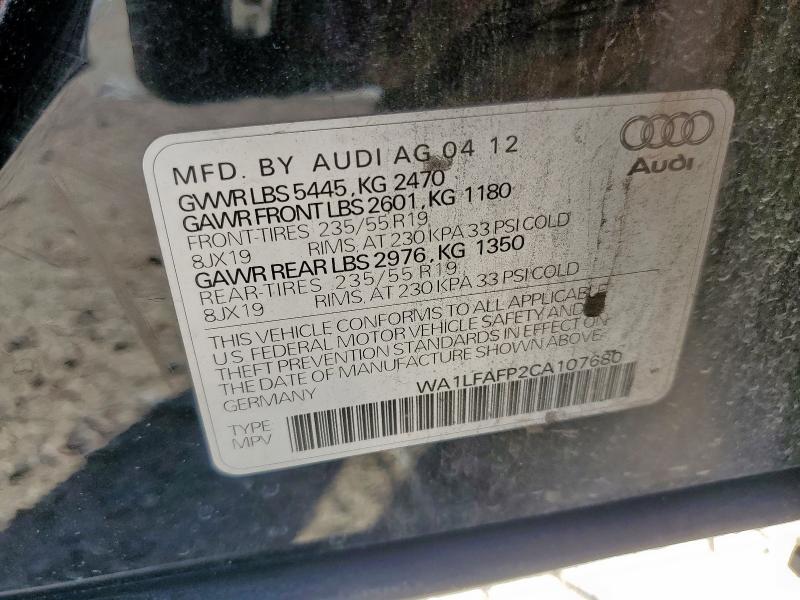 MFD. BY AUDI AG 04 12
Audi
GVWR LBS 5445, KG 2470
GAWR FRONT LBS 2601, KG 1180
FRONT-TIRES 235/55 R19
8JX19 RIMS, AT 230 KPA 33 PSI COLD
GAWR REAR LBS 2976, KG 1350
REAR-TIRES 235/55 R19
8JX19 RIMS, AT 230 KPA 33 PSI COLD
THIS VEHICLE CONFORMS TO ALL APPLICABLE
U.S FEDERAL MOTOR VEHICLE SAFETY AND
THEFT PREVENTION STANDARDS IN EFFECT ON
THE DATE OF MANUFACTURE SHOWN ABOVE.
GERMANY WA1LFAFP2CA107680
TYPE
MPV